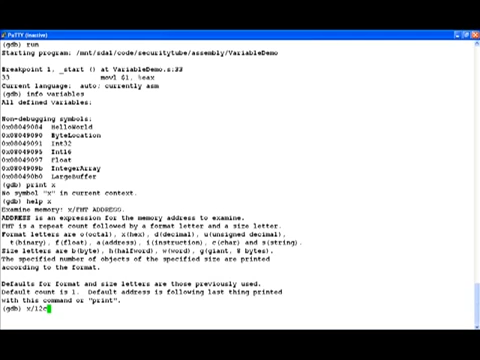 PuTTY (inactive)
(gdb) run
Starting program: /mnt/sda1/code/securitytube/assembly/VariableDemo

Breakpoint 1, _start () at VariableDemo.s:33
33 movl $1, %eax
Current language: auto; currently asm
(gdb) info variables
All defined variables:

Non-debugging symbols:
0x08049084 HelloWorld
0x08049090 ByteLocation
0x08049091 Int32
0x08049095 Int16
0x08049097 Float
0x0804909b IntegerArray
0x080490b0 LargeBuffer
(gdb) print x
No symbol "x" in current context.
(gdb) help x
Examine memory: x/FMT ADDRESS.
ADDRESS is an expression for the memory address to examine.
FMT is a repeat count followed by a format letter and a size letter.
Format letters are o(octal), x(hex), d(decimal), u(unsigned decimal),
t(binary), f(float), a(address), i(instruction), c(char) and s(string).
Size letters are b(byte), h(halfword), w(word), g(giant, 8 bytes).
The specified number of objects of the specified size are printed
according to the format.

Defaults for format and size letters are those previously used.
Default count is 1. Default address is following last thing printed
with this command or "print".
(gdb) x/12c